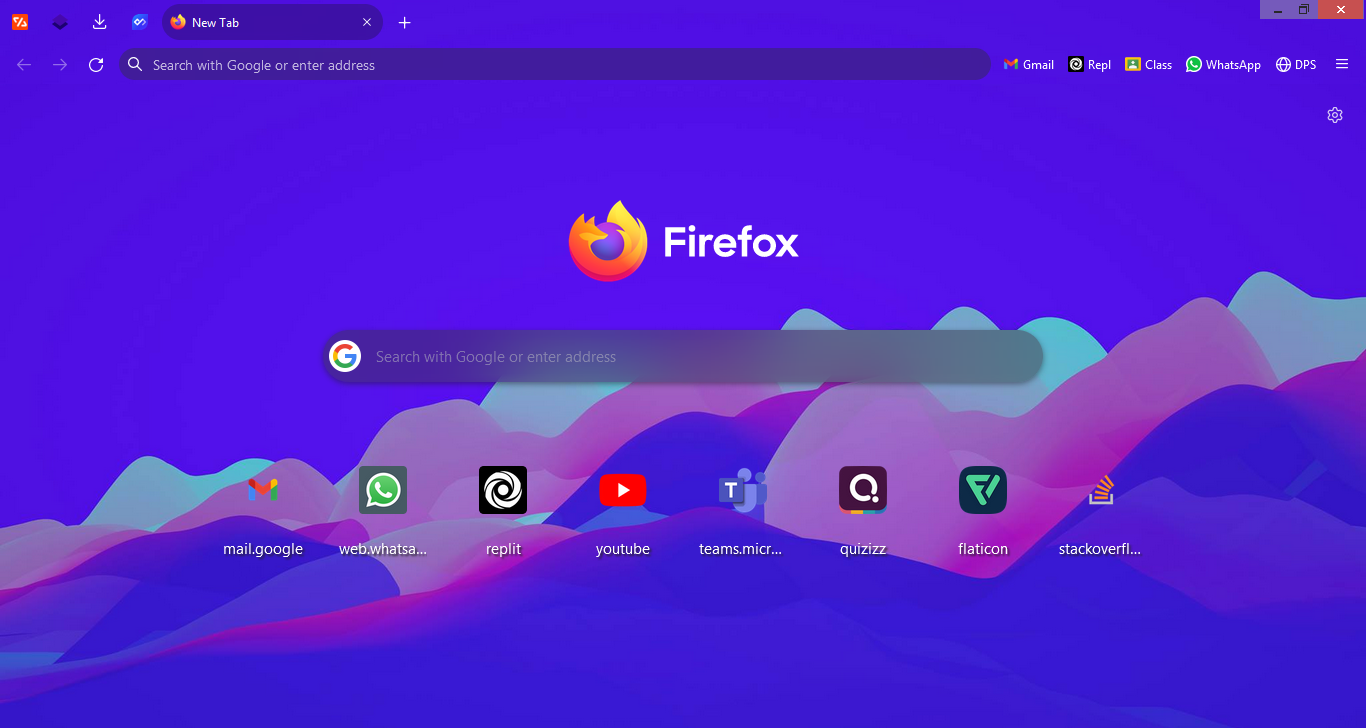 New Tab
Search with Google or enter address
Gmail
Repl
Class
WhatsApp
DPS
Firefox
Search with Google or enter address
mail.google
web.whatsa...
replit
youtube
teams.micr...
quizizz
flaticon
stackoverfl...